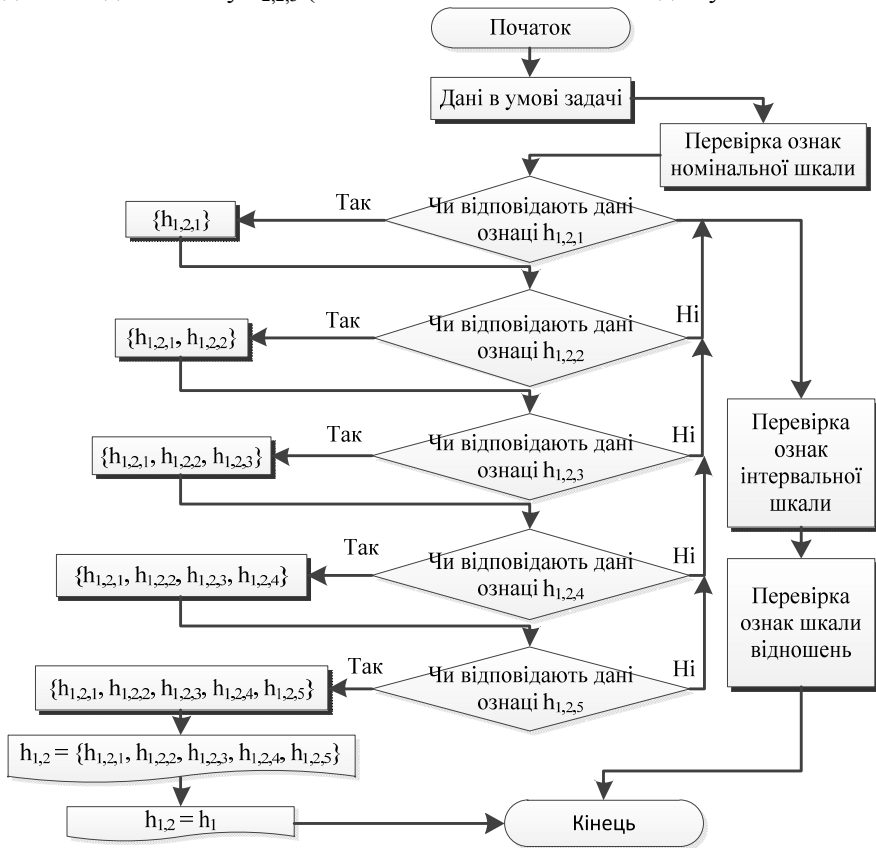 Початок
Дані в умові задачі
Перевірка ознак
номінальної шкали
Так
Чи відповідають дані
ознаці h1,2,1
{h1,2,1}
Так
Чи відповідають дані
ознаці h1,2,2
Ні
{h1,2,1, h1,2,2}
Так
Чи відповідають дані
ознаці h1,2,3
Ні
{h1,2,1, h1,2,2, h1,2,3}
Перевірка
ознак
інтервальної
шкали
Так
Чи відповідають дані
ознаці h1,2,4
Ні
{h1,2,1, h1,2,2, h1,2,3, h1,2,4}
Перевірка
ознак шкали
відношень
Так
Чи відповідають дані
ознаці h1,2,5
Ні
{h1,2,1, h1,2,2, h1,2,3, h1,2,4, h1,2,5}
h1,2 = {h1,2,1, h1,2,2, h1,2,3, h1,2,4, h1,2,5}
h1,2 = h1
Кінець